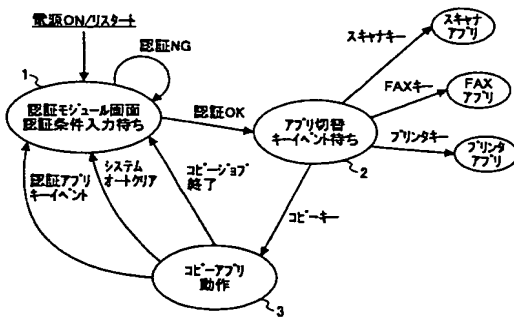 電源ON/リスタート
認証NG
1
認証モジュール画面
認証条件入力待ち
認証OK
スキャナキー
スキャナ
アプリ
FAXキー
FAX
アプリ
プリンタキー
プリンタ
アプリ
アプリ切替
キーイベント待ち
2
認証アプリ
キーイベント
システム
オートクリア
コピージョブ
終了
コピーキー
コピーアプリ
動作
3